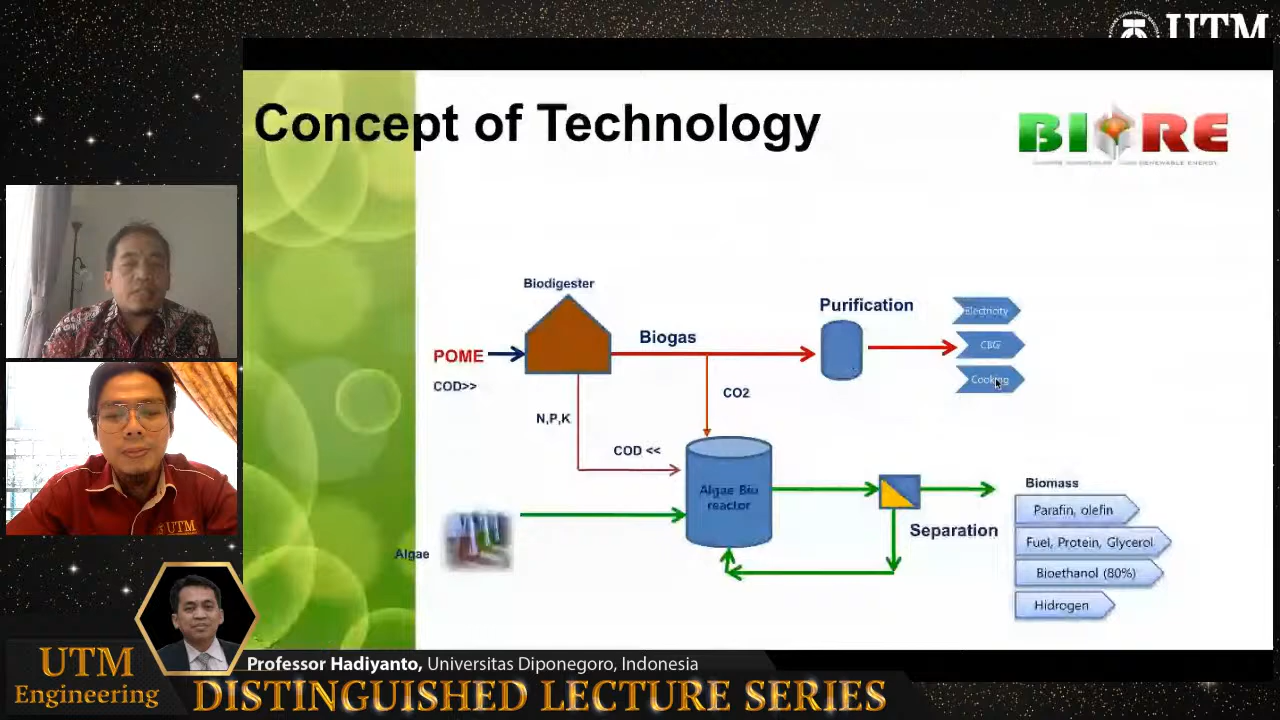 UTM
Concept of Technology
BIORE
RENEWABLE ENERGY
Biodigester
Purification
Electricity
Biogas
CBG
POME
COD>>
Cooking
CO2
N,P,K
COD <<
Algae Bio
reactor
Biomass
Parafin, olefin
Separation
Fuel, Protein, Glycerol
Algae
Bioethanol (80%)
Hidrogen
UTM
Professor Hadiyanto, Universitas Diponegoro, Indonesia
UTM
Engineering
DISTINGUISHED LECTURE SERIES